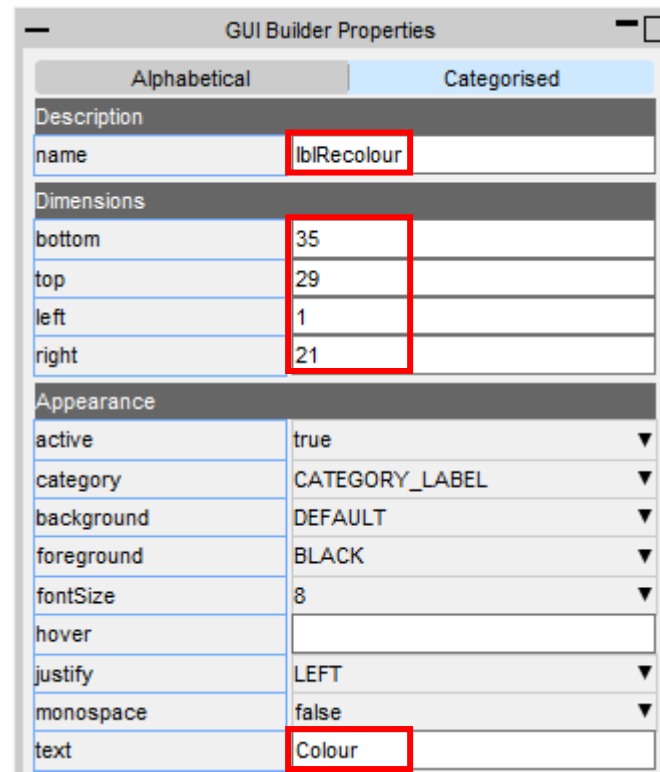 GUI Builder Properties
Alphabetical Categorised
Description
name lblRecolour
Dimensions
bottom 35
top 29
left 1
right 21
Appearance
active true ▼
category CATEGORY_LABEL ▼
background DEFAULT ▼
foreground BLACK ▼
fontSize 8 ▼
hover
justify LEFT ▼
monospace false ▼
text Colour